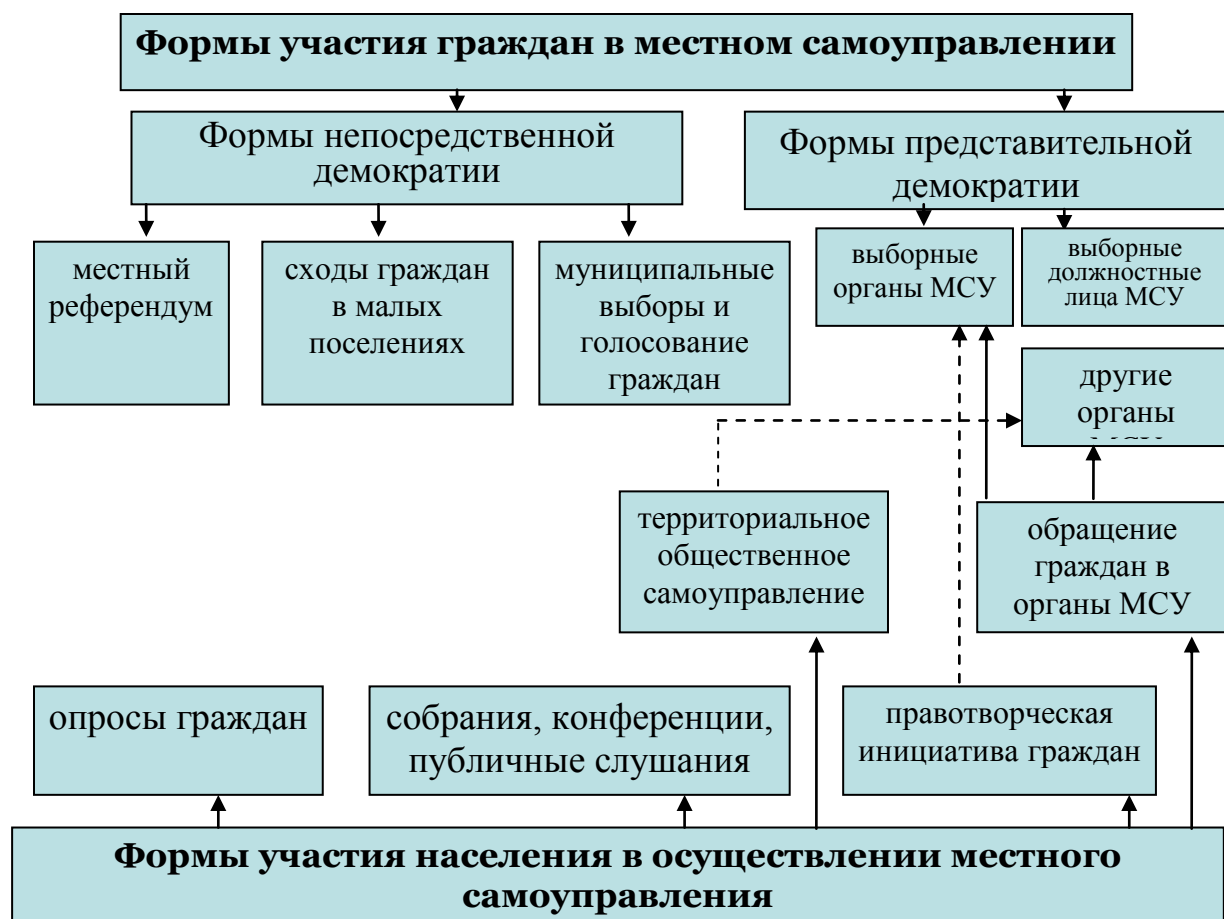 Формы участия граждан в местном самоуправлении
Формы непосредственной
демократии
Формы представительной
демократии
местный
референдум
сходы граждан
в малых
поселениях
муниципальные
выборы и
голосование
граждан
выборные
органы МСУ
выборные
должностные
лица МСУ
другие
органы
МСУ
территориальное
общественное
самоуправление
обращение
граждан в
органы МСУ
опросы граждан
собрания, конференции,
публичные слушания
правотворческая
инициатива граждан
Формы участия населения в осуществлении местного
самоуправления